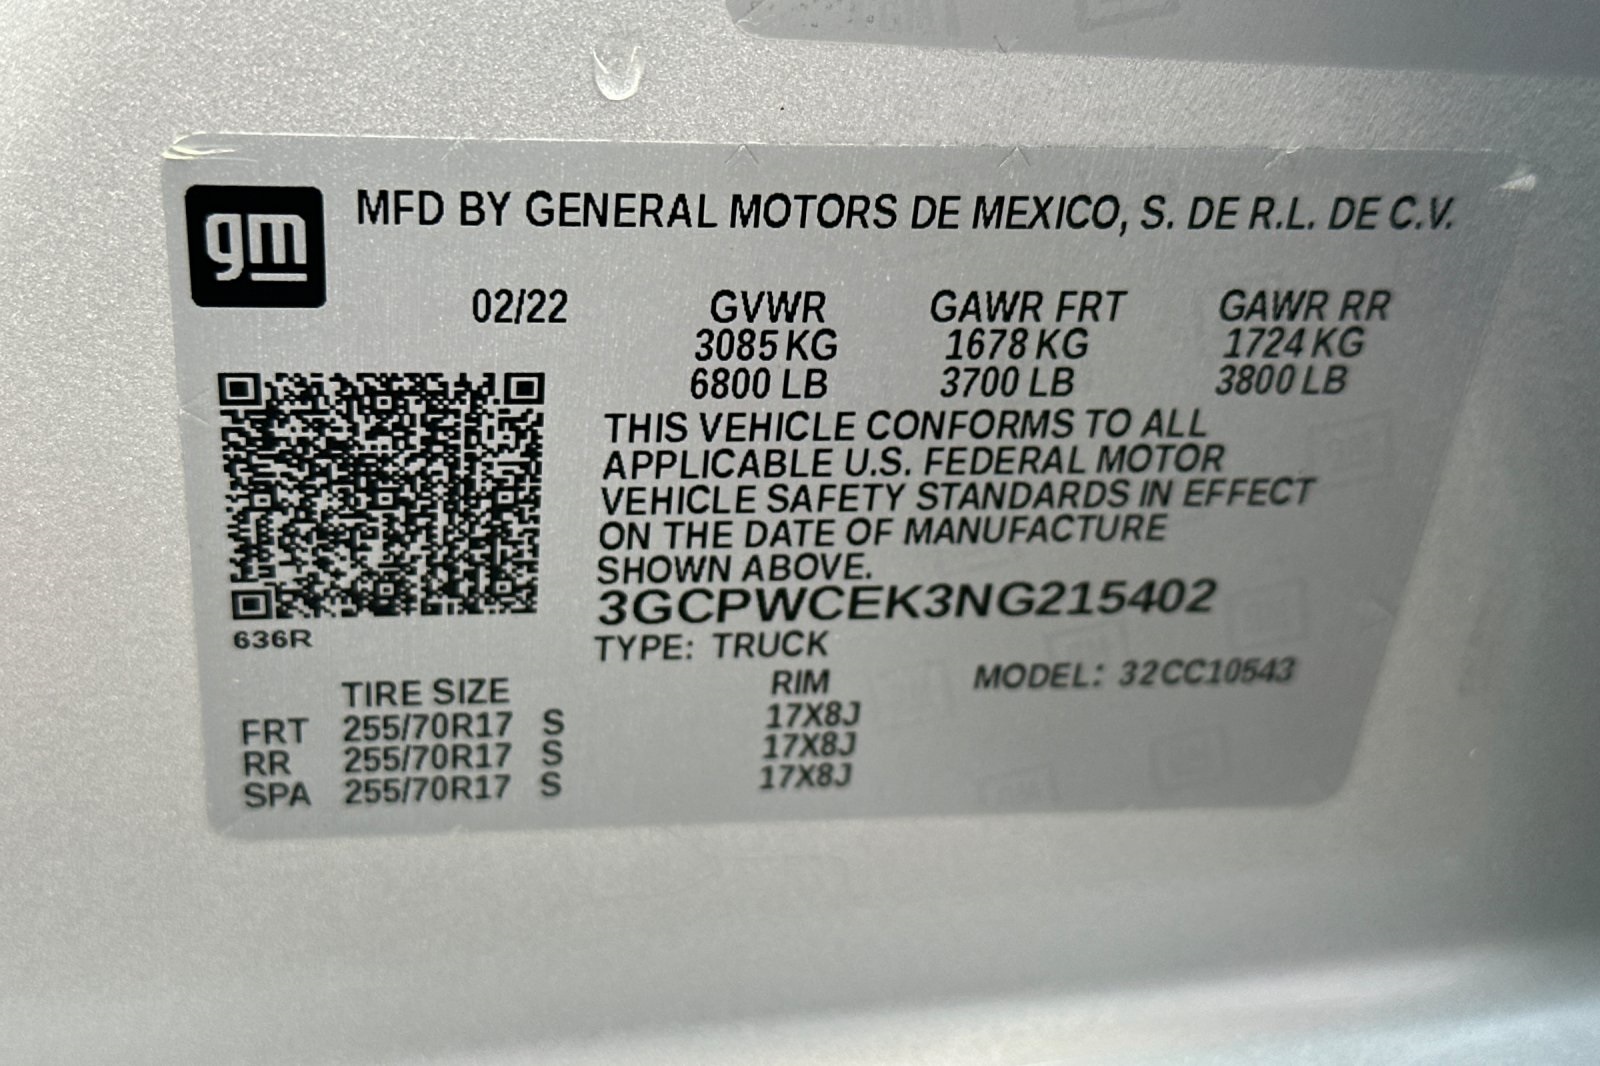 gm
MFD BY GENERAL MOTORS DE MEXICO, S. DE R.L. DE C.V.
02/22 GVWR GAWR FRT GAWR RR
3085 KG 1678 KG 1724 KG
6800 LB 3700 LB 3800 LB
THIS VEHICLE CONFORMS TO ALL
APPLICABLE U.S. FEDERAL MOTOR
VEHICLE SAFETY STANDARDS IN EFFECT
ON THE DATE OF MANUFACTURE
SHOWN ABOVE.
3GCPWCEK3NG215402
636R
TYPE: TRUCK
MODEL: 32CC10543
TIRE SIZE RIM
FRT 255/70R17 S 17X8J
RR 255/70R17 S 17X8J
SPA 255/70R17 S 17X8J